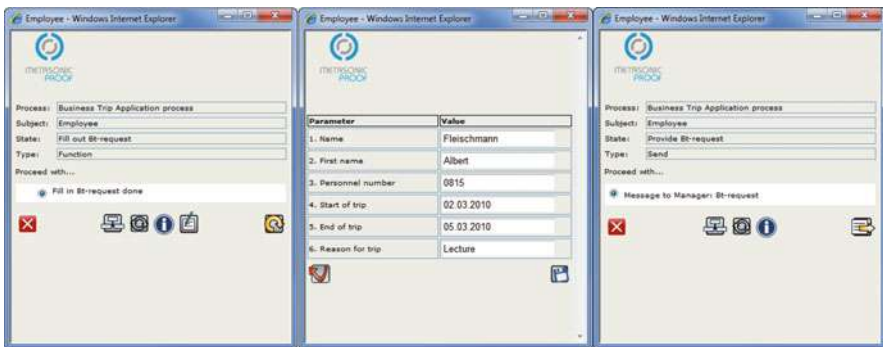 Employee - Windows Internet Explorer
METASONIC
PROOF
Process: Business Trip Application process
Subject: Employee
State: Fill out Bt-request
Type: Function
Proceed with...
Fill in Bt-request done
Employee - Windows Internet Explorer
METASONIC
PROOF
Parameter Value
1. Name Fleischmann
2. First name Albert
3. Personnel number 0815
4. Start of trip 02.03.2010
5. End of trip 05.03.2010
6. Reason for trip Lecture
Employee - Windows Internet Explorer
METASONIC
PROOF
Process: Business Trip Application process
Subject: Employee
State: Provide Bt-request
Type: Send
Proceed with...
Message to Manager: Bt-request